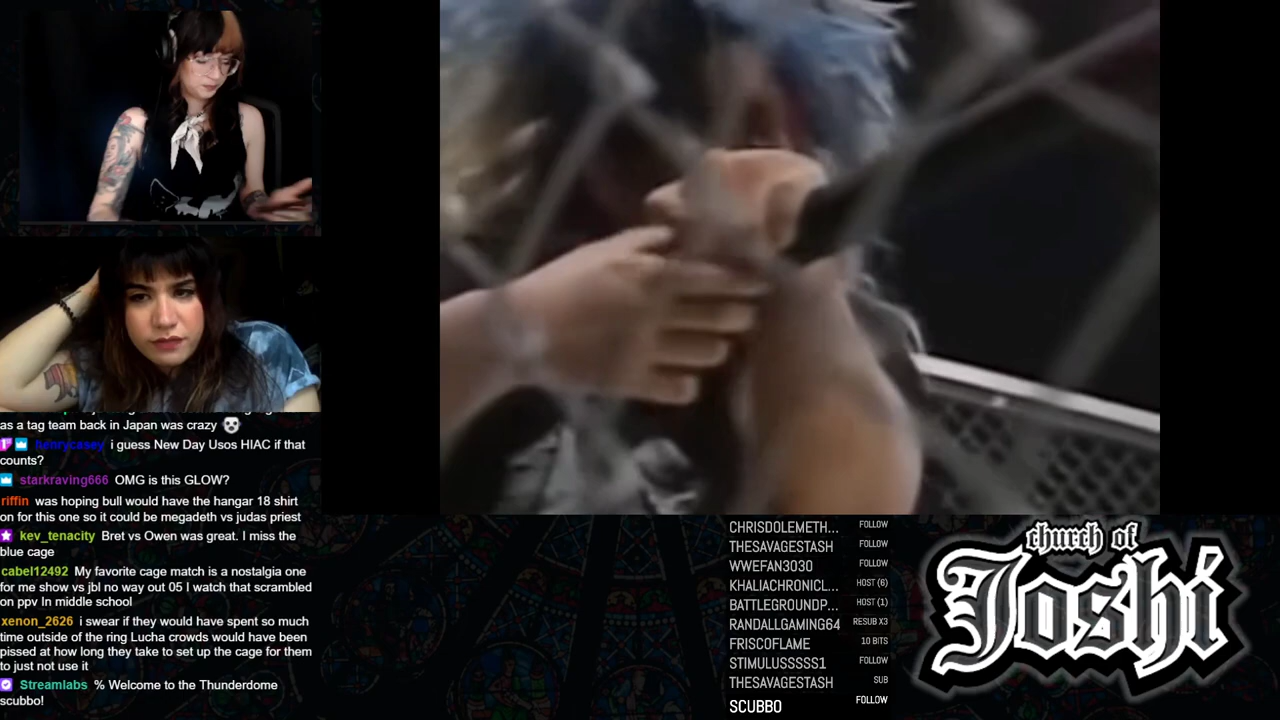 as a tag team back in Japan was crazy
henrycasey i guess New Day Usos HIAC if that
counts?
starkraving666 OMG is this GLOW?
riffin was hoping bull would have the hangar 18 shirt
on for this one so it could be megadeth vs judas priest
kev_tenacity Bret vs Owen was great. I miss the
blue cage
cabel12492 My favorite cage match is a nostalgia one
for me show vs jbl no way out 05 I watch that scrambled
on ppv In middle school
xenon_2626 i swear if they would have spent so much
time outside of the ring Lucha crowds would have been
pissed at how long they take to set up the cage for them
to just not use it
Streamlabs % Welcome to the Thunderdome
scubbo!
CHRISDOLEMETH... FOLLOW
THESAVAGESTASH FOLLOW
WWEFAN3030 FOLLOW
KHALIACHRONICL... HOST (6)
BATTLEGROUNDP... HOST (1)
RANDALLGAMING64 RESUB X3
FRISCOFLAME 10 BITS
STIMULUSSSSS1 FOLLOW
THESAVAGESTASH SUB
SCUBBO FOLLOW
church of
Joshi